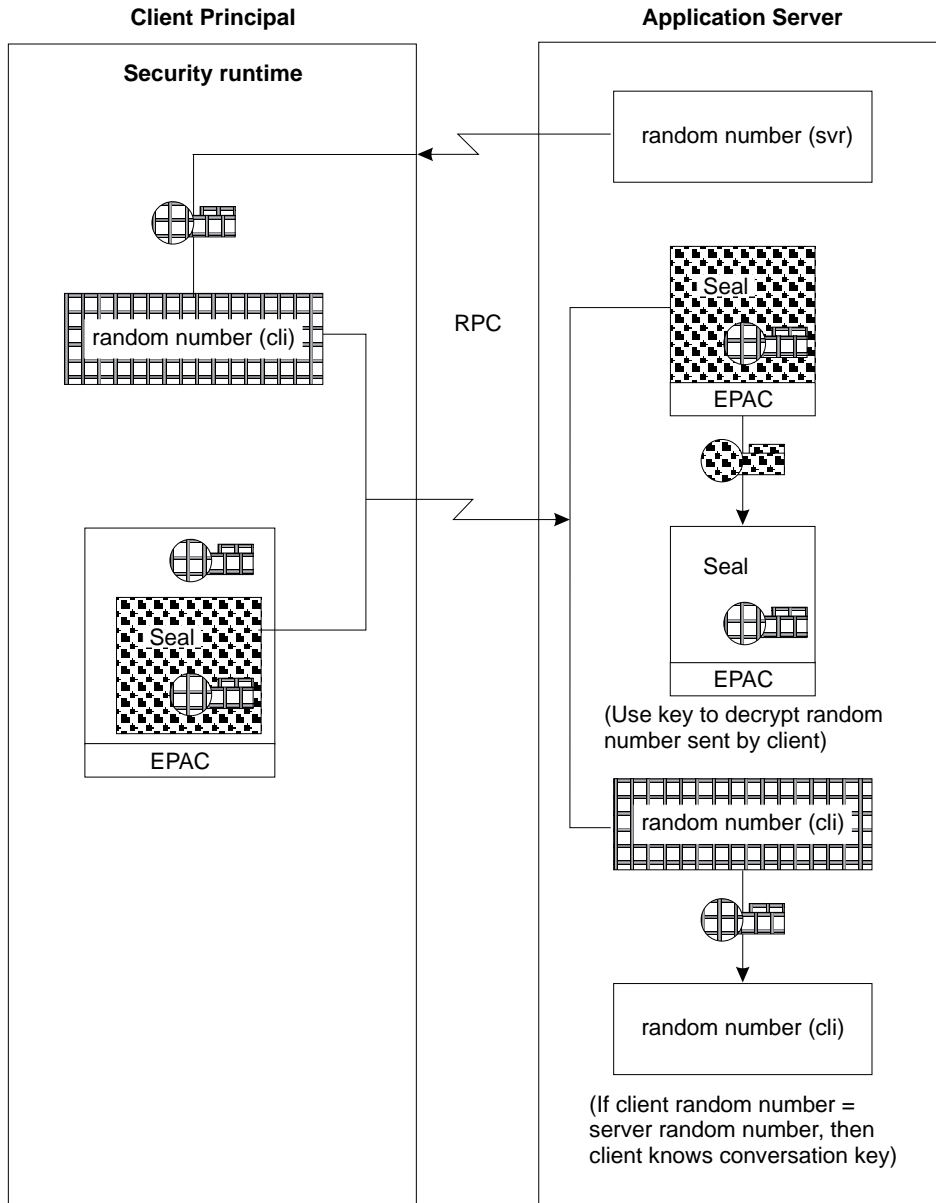 Client Principal
Application Server
Security runtime
random number (svr)
random number (cli)
RPC
Seal
EPAC
Seal
EPAC
Seal
EPAC
(Use key to decrypt random
number sent by client)
random number (cli)
random number (cli)
(If client random number =
server random number, then
client knows conversation key)